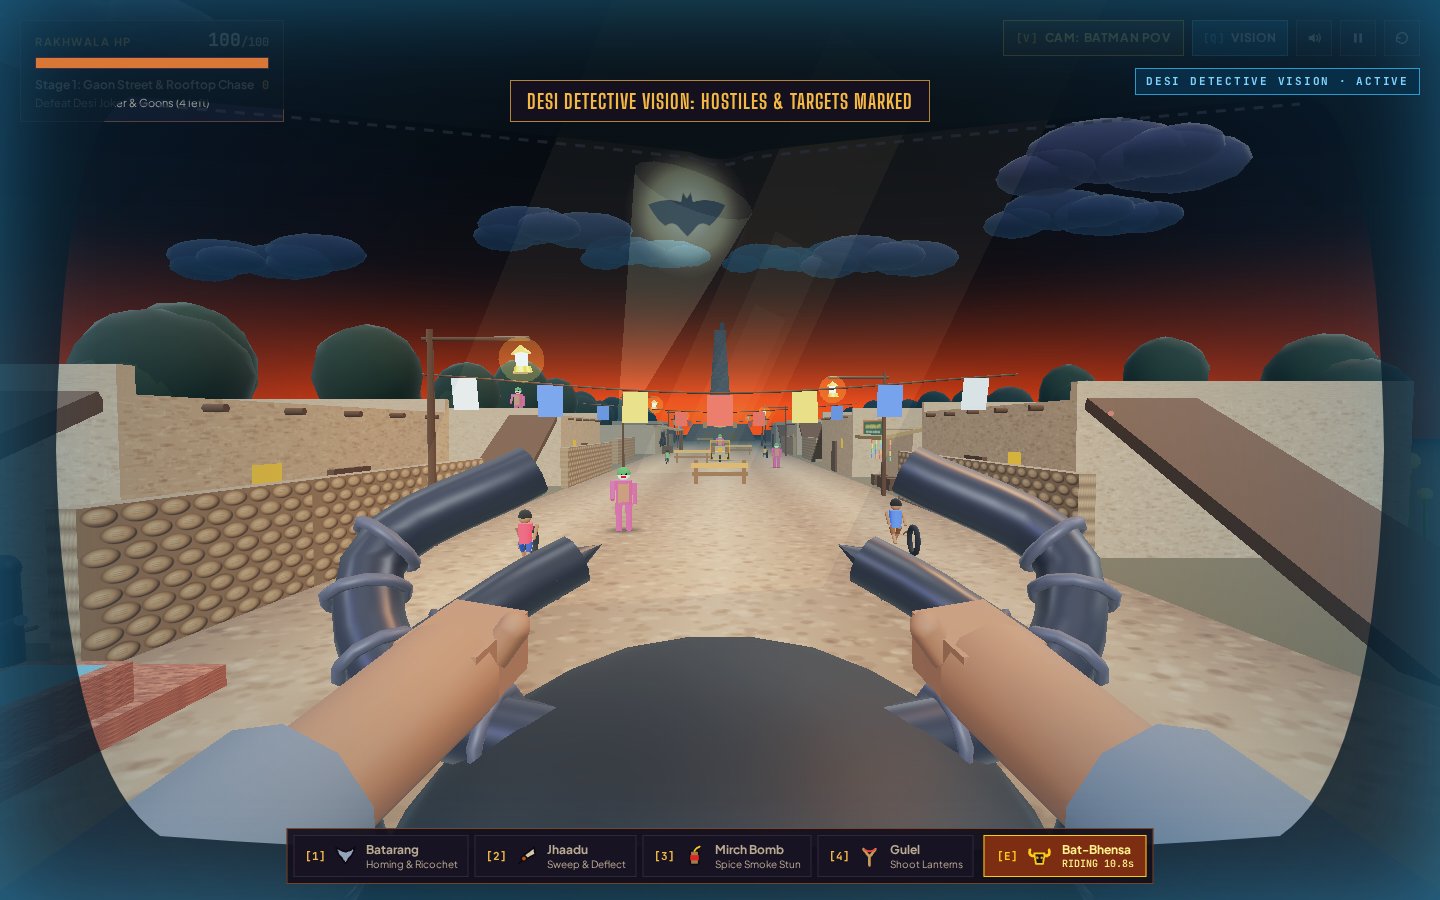 RAKHWALA HP 100/100
Stage 1: Gaon Street & Rooftop Chase 0
Defeat Desi Joker & Goons (4 left)
[V] CAM: BATMAN POV
[Q] VISION
DESI DETECTIVE VISION · ACTIVE
DESI DETECTIVE VISION: HOSTILES & TARGETS MARKED
[1] Batarang
Homing & Ricochet
[2] Jhaadu
Sweep & Deflect
[3] Mirch Bomb
Spice Smoke Stun
[4] Gulel
Shoot Lanterns
[E] Bat-Bhensa
RIDING 10.8s